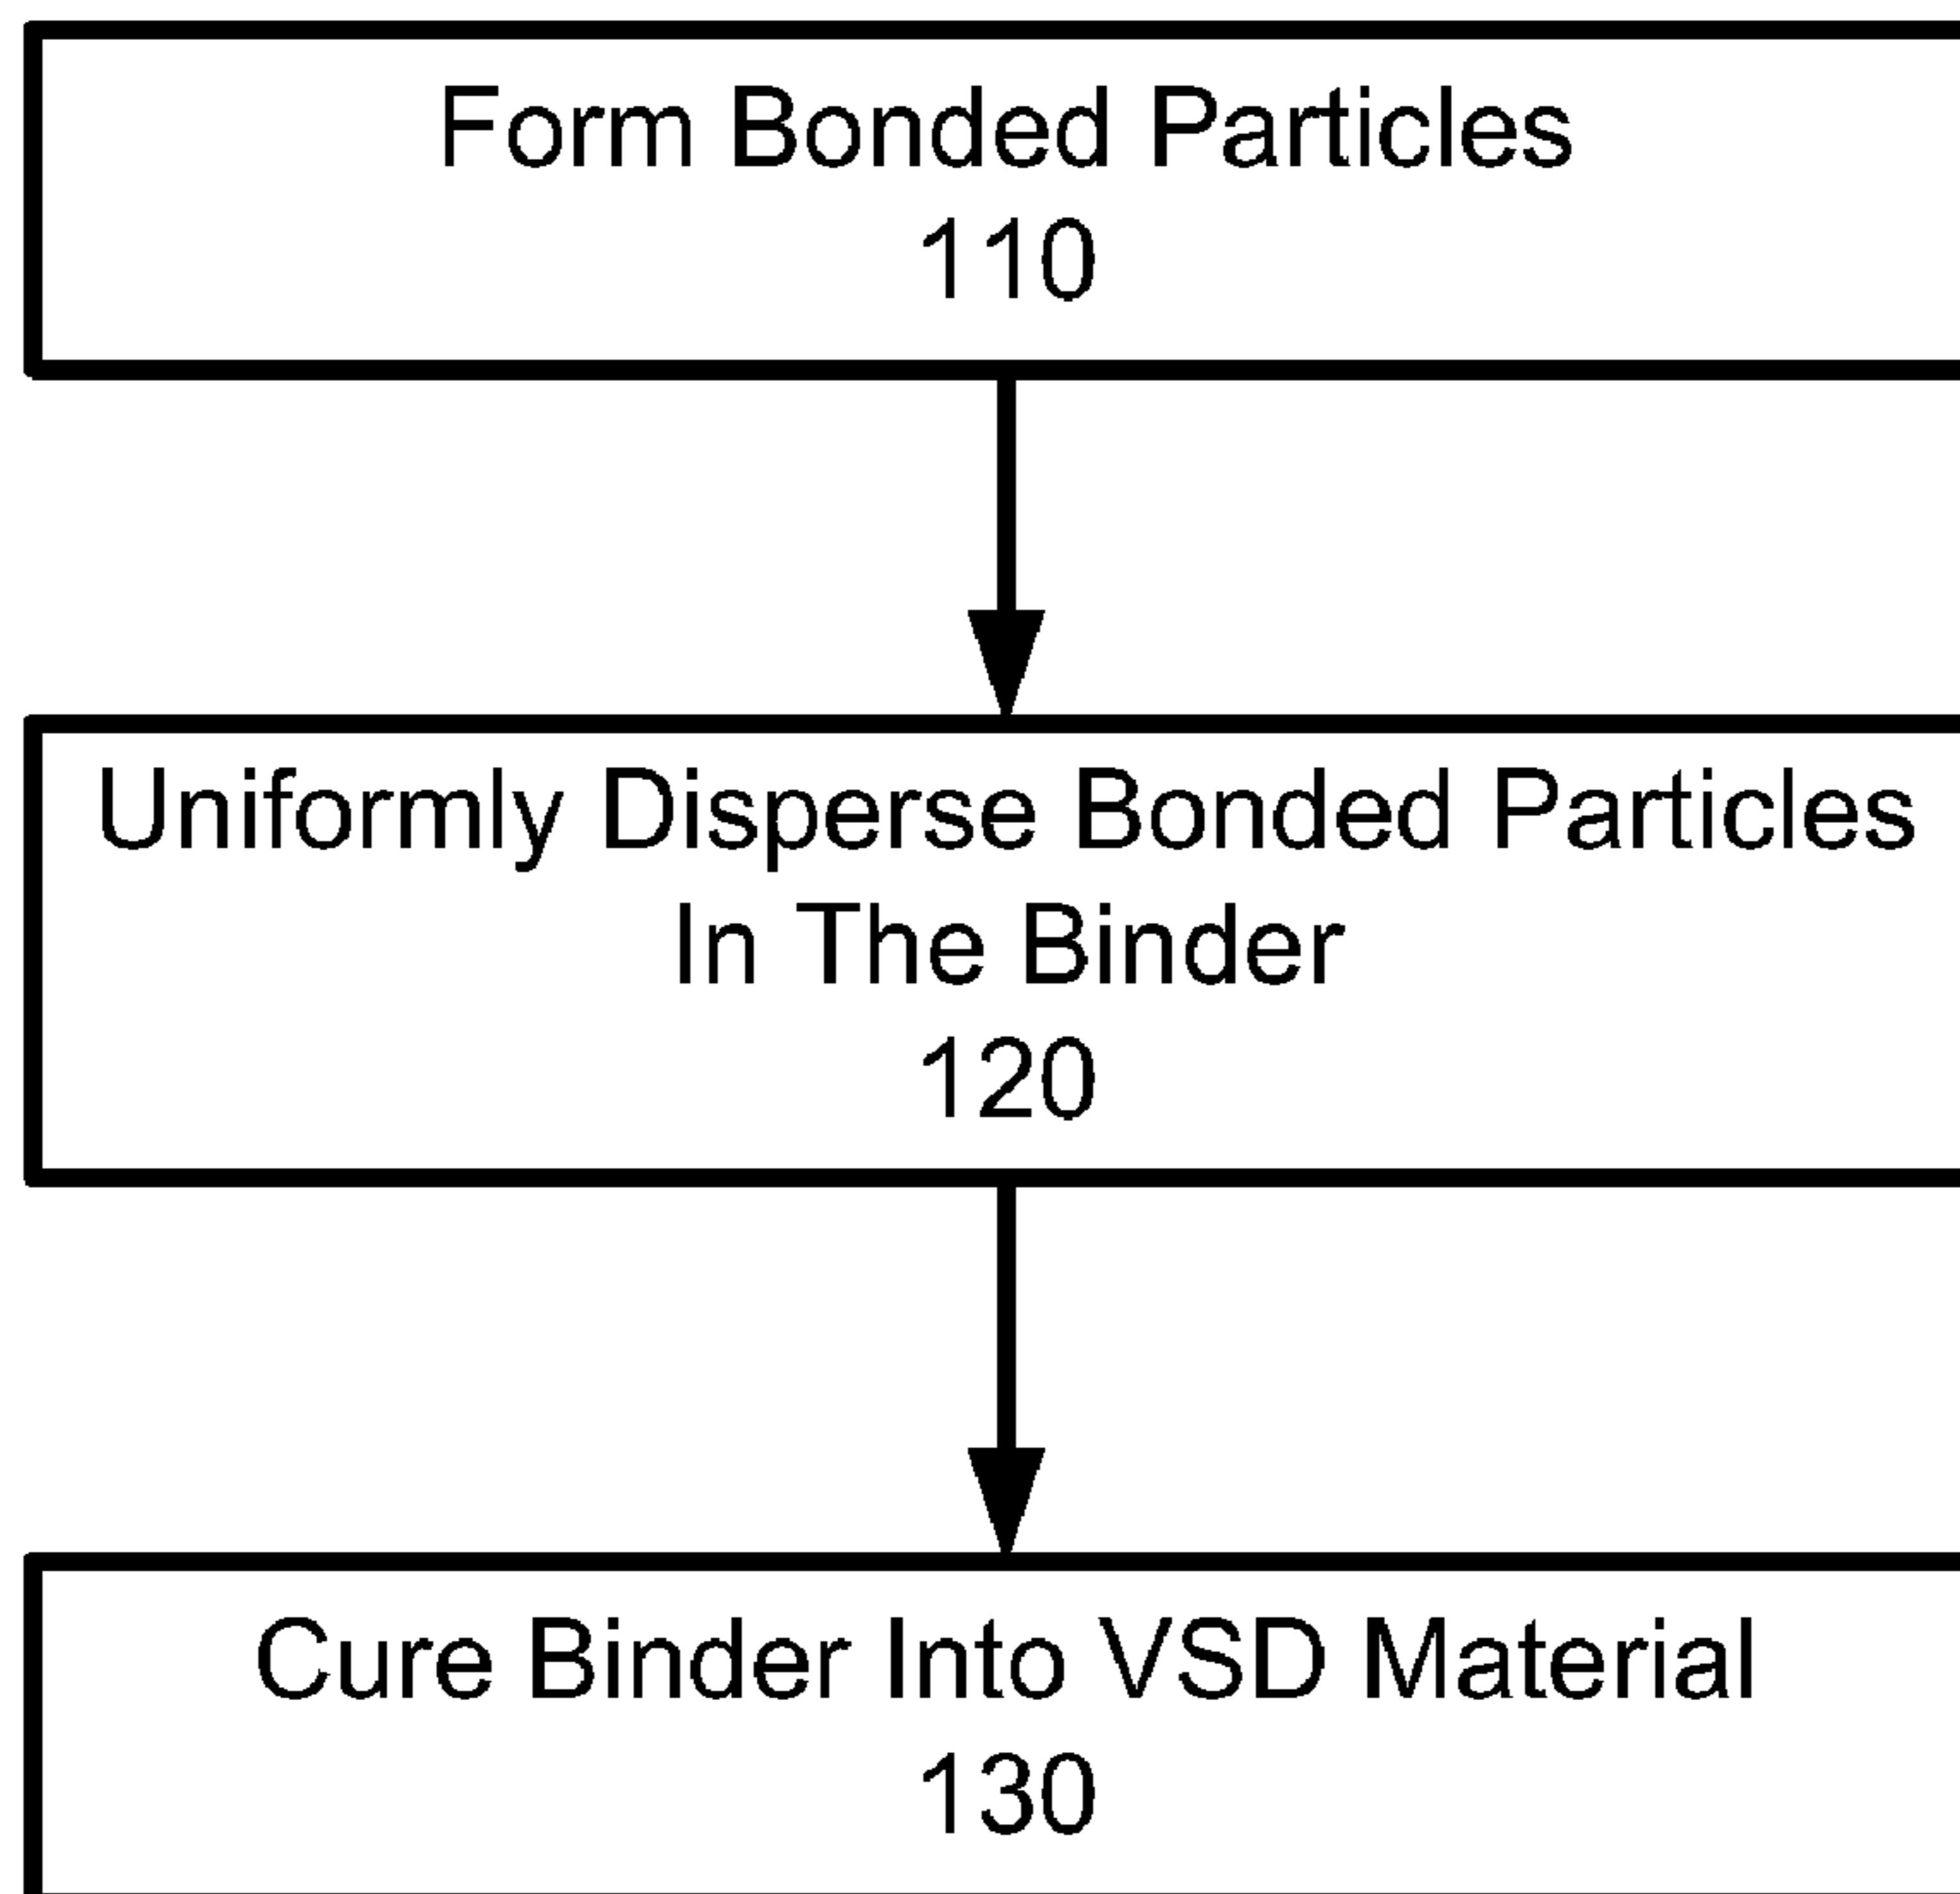 Form Bonded Particles
110
Uniformly Disperse Bonded Particles
In The Binder
120
Cure Binder Into VSD Material
130